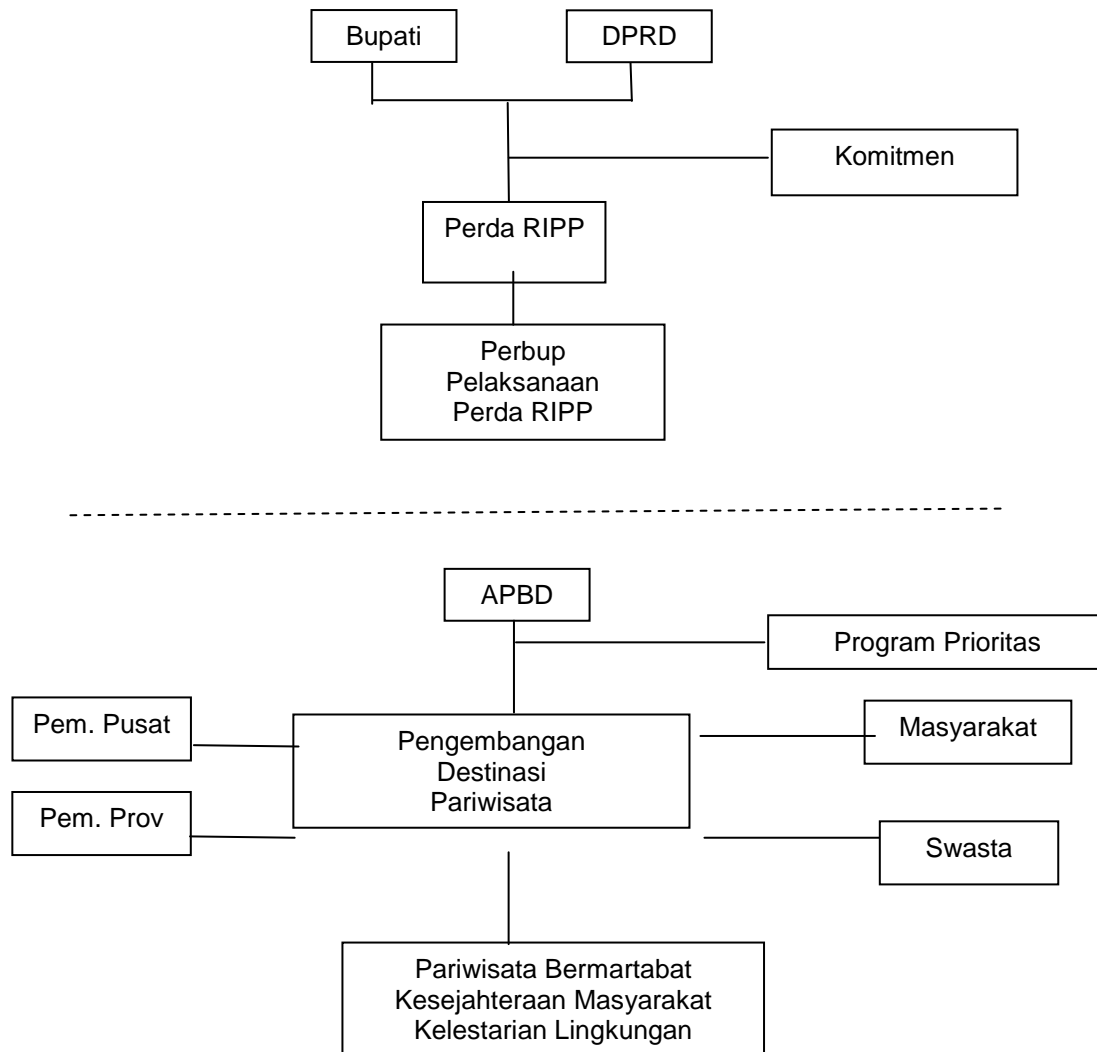 Bupati
DPRD
Komitmen
Perda RIPP
Perbup
Pelaksanaan
Perda RIPP
APBD
Program Prioritas
Pem. Pusat
Masyarakat
Pengembangan
Destinasi
Pariwisata
Pem. Prov
Swasta
Pariwisata Bermartabat
Kesejahteraan Masyarakat
Kelestarian Lingkungan